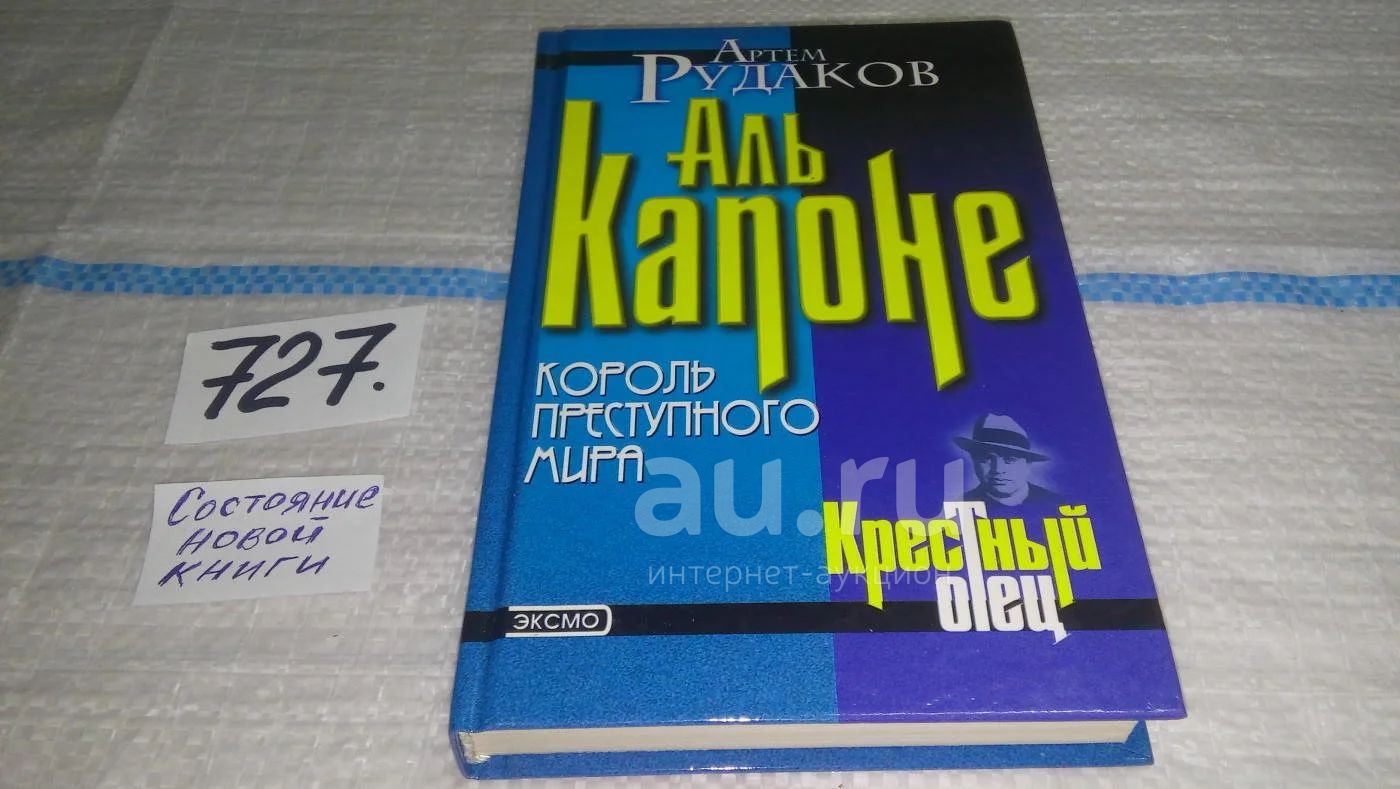 Артем
Рудаков
Аль
Капоне
КОРОЛЬ
ПРЕСТУПНОГО
МИРА
Крестный
отец
ЭКСМО
727.
Состояние
новой
книги
au.ru
интернет-аукцион